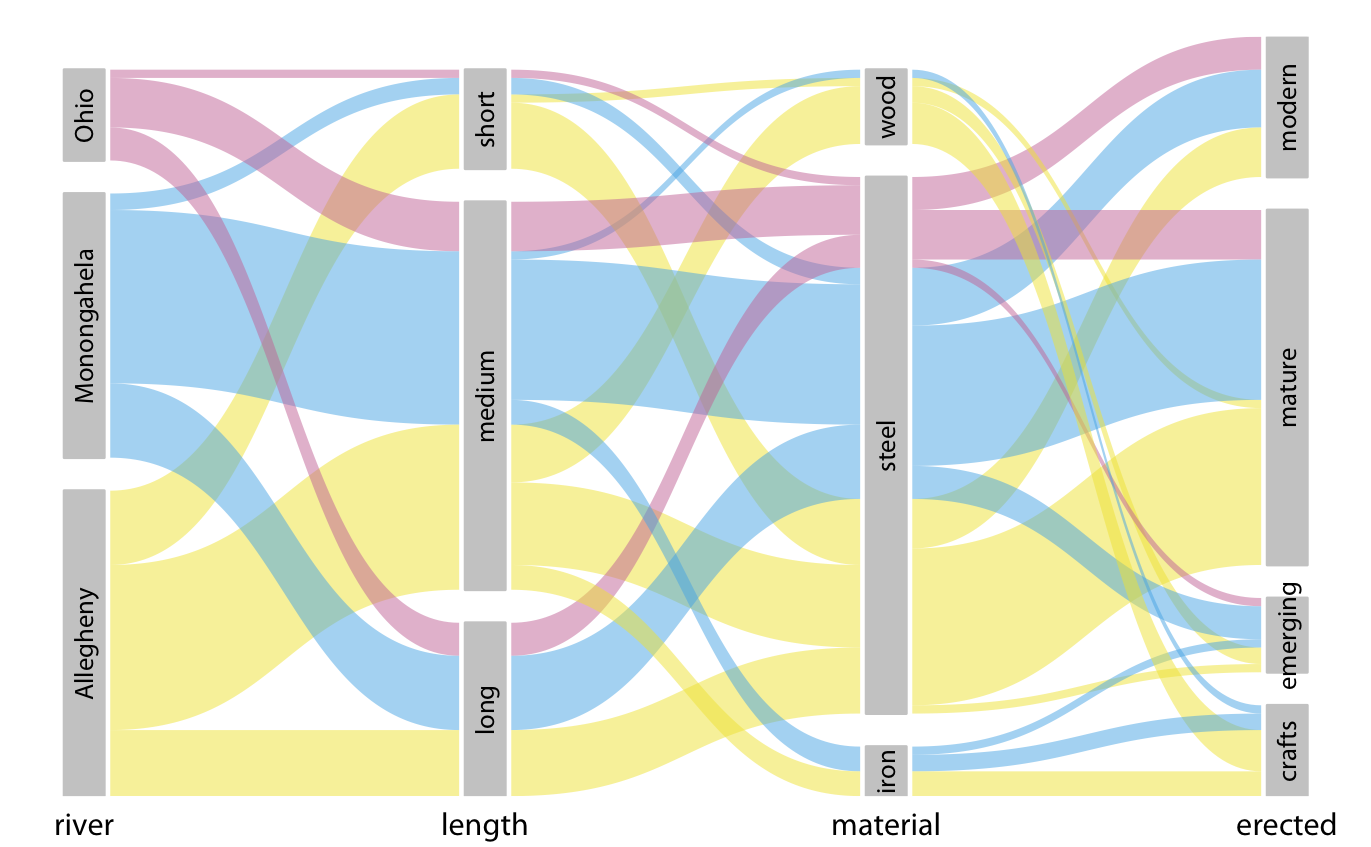 Ohio
Monongahela
Allegheny
short
medium
long
wood
steel
iron
modern
mature
emerging
crafts
river
length
material
erected